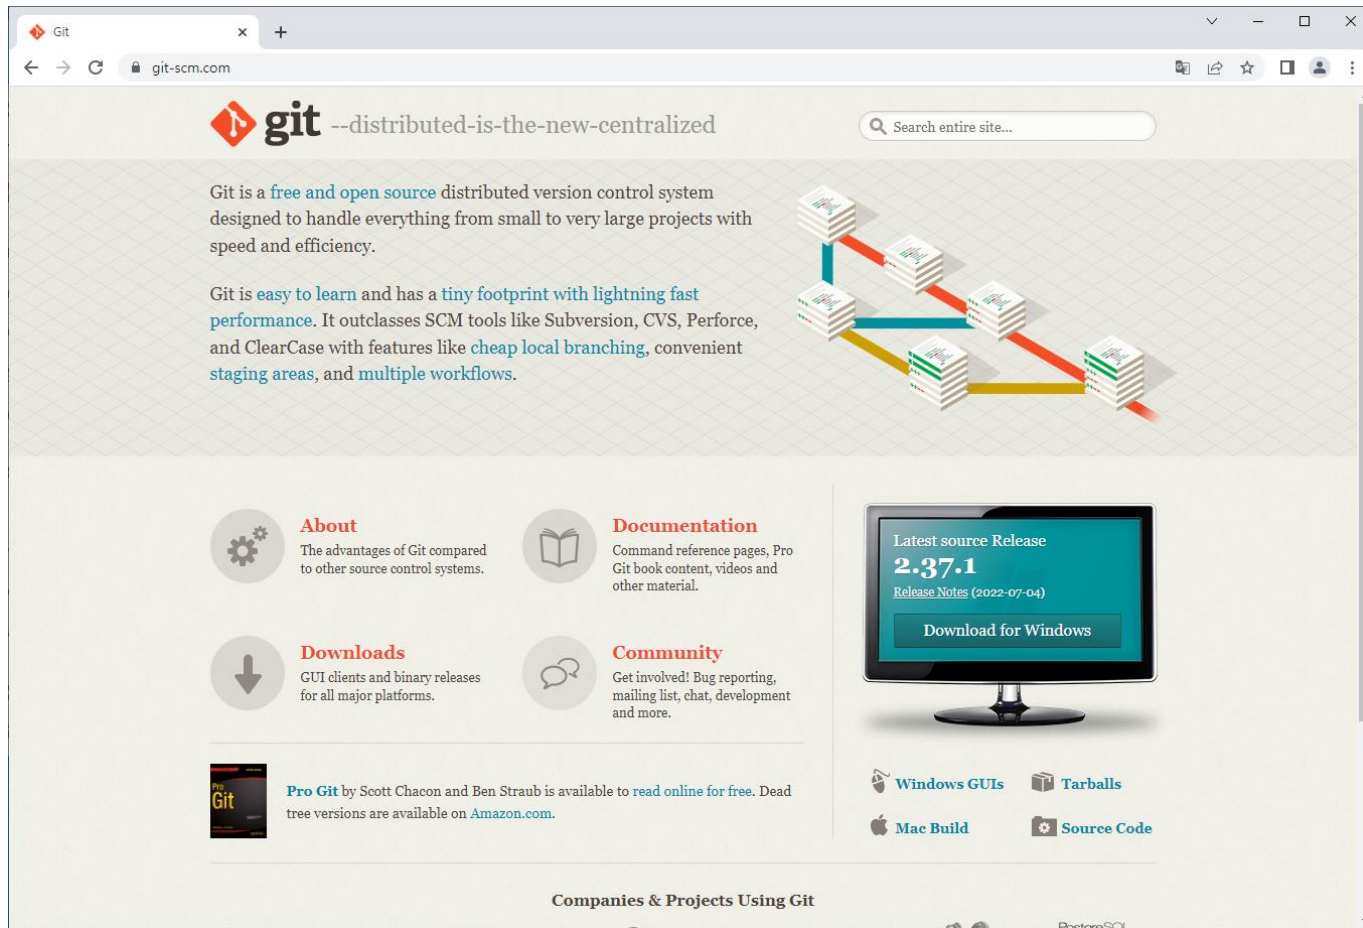 Git
git-scm.com
git --distributed-is-the-new-centralized
Search entire site...
Git is a free and open source distributed version control system
designed to handle everything from small to very large projects with
speed and efficiency.
Git is easy to learn and has a tiny footprint with lightning fast
performance. It outclasses SCM tools like Subversion, CVS, Perforce,
and ClearCase with features like cheap local branching, convenient
staging areas, and multiple workflows.
About
The advantages of Git compared
to other source control systems.
Documentation
Command reference pages, Pro
Git book content, videos and
other material.
Downloads
GUI clients and binary releases
for all major platforms.
Community
Get involved! Bug reporting,
mailing list, chat, development
and more.
Latest source Release
2.37.1
Release Notes (2022-07-04)
Download for Windows
Pro
Git
Pro Git by Scott Chacon and Ben Straub is available to read online for free. Dead
tree versions are available on Amazon.com.
Windows GUIs
Tarballs
Mac Build
Source Code
Companies & Projects Using Git
PostgreSQL